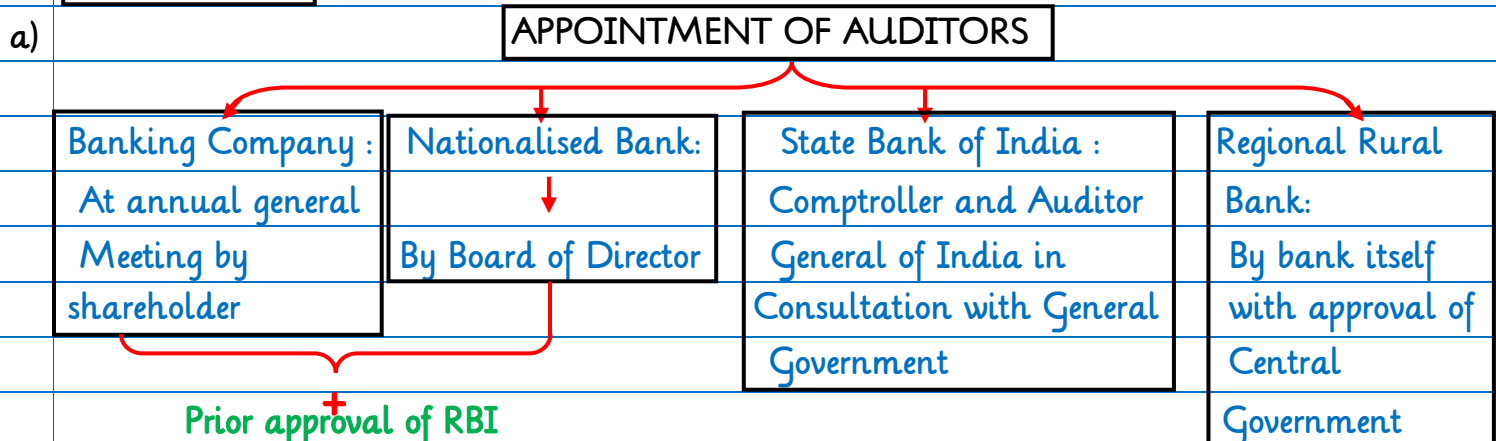 a)
APPOINTMENT OF AUDITORS
Banking Company :
At annual general
Meeting by
shareholder
Nationalised Bank:
By Board of Director
+
Prior approval of RBI
State Bank of India :
Comptroller and Auditor
General of India in
Consultation with General
Government
Regional Rural
Bank:
By bank itself
with approval of
Central
Government